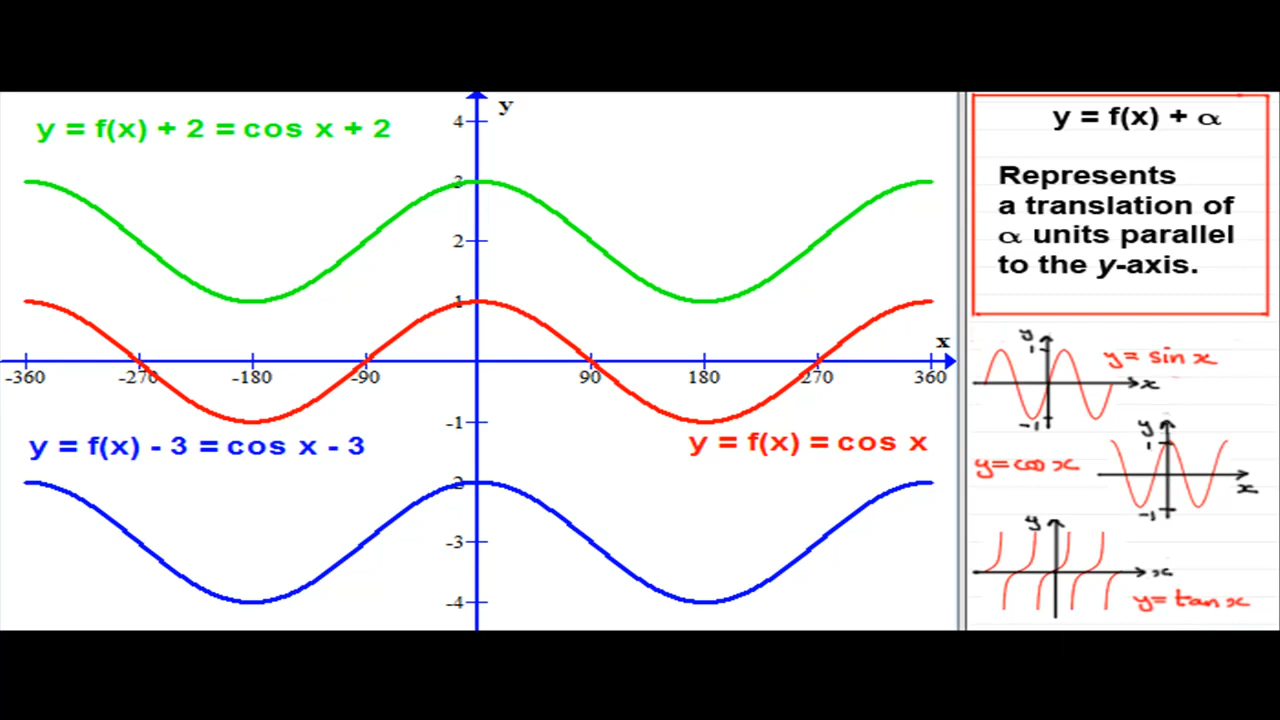 y = f(x) + 2 = cos x + 2
y
4
3
2
1
x
-360
-270
-180
-90
90
180
270
360
-1
y = f(x) - 3 = cos x - 3
y = f(x) = cos x
-2
-3
-4
y = f(x) + α
Represents
a translation of
α units parallel
to the y-axis.
y
1
y = sin x
x
-1
y
1
y = cos x
x
-1
y
x
y = tan x